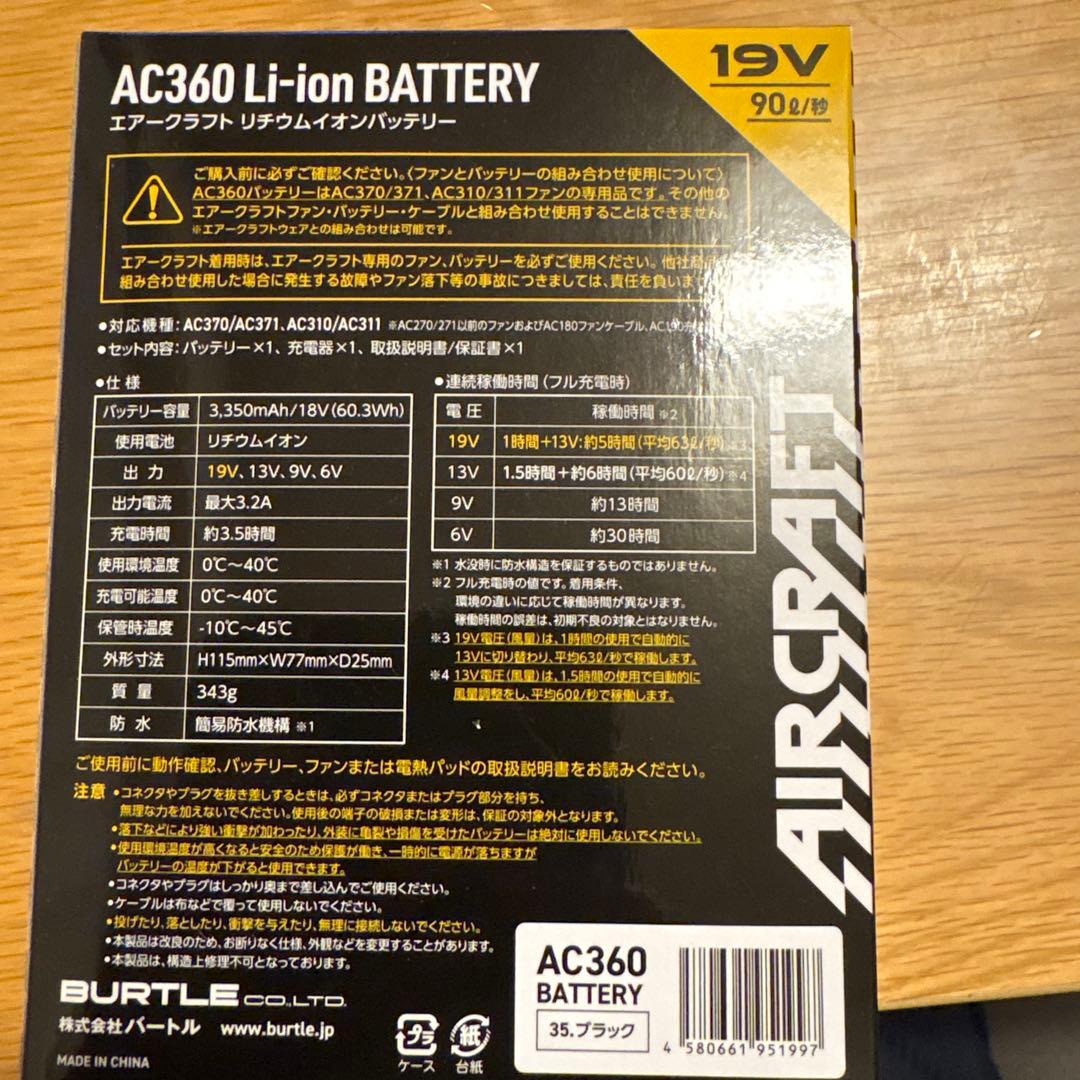 AC360 Li-ion BATTERY
エアークラフト リチウムイオンバッテリー
19V
90ℓ/秒
ご購入前に必ずご確認ください。〈ファンとバッテリーの組み合わせ使用について〉
AC360バッテリーはAC370/371、AC310/311ファンの専用品です。その他の
エアークラフトファン・バッテリー・ケーブルと組み合わせ使用することはできません。
※エアークラフトウェアとの組み合わせは可能です。
エアークラフト着用時は、エアークラフト専用のファン、バッテリーを必ずご使用ください。他社
組み合わせ使用した場合に発生する故障やファン落下等の事故につきましては、責任を負いま
●対応機種：AC370/AC371、AC310/AC311 ※AC270/271以前のファンおよびAC180ファンケーブル、
●セット内容：バッテリー×1、充電器×1、取扱説明書/保証書×1
●仕様
バッテリー容量 3,350mAh/18V(60.3Wh)
使用電池 リチウムイオン
出力 19V、13V、9V、6V
出力電流 最大3.2A
充電時間 約3.5時間
使用環境温度 0℃～40℃
充電可能温度 0℃～40℃
保管時温度 -10℃～45℃
外形寸法 H115mm×W77mm×D25mm
質量 343g
防水 簡易防水機構 ※1
●連続稼働時間（フル充電時）
電圧 稼働時間 ※2
19V 1時間＋13V：約5時間（平均63ℓ/秒）※3
13V 1.5時間＋約6時間（平均60ℓ/秒）※4
9V 約13時間
6V 約30時間
※1 水没時に防水構造を保証するものではありません。
※2 フル充電時の値です。着用条件、
環境の違いに応じて稼働時間が異なります。
稼働時間の誤差は、初期不良の対象とはなりません。
※3 19V電圧（風量）は、1時間の使用で自動的に
13Vに切り替わり、平均63ℓ/秒で稼働します。
※4 13V電圧（風量）は、1.5時間の使用で自動的に
風量調整をし、平均60ℓ/秒で稼働します。
ご使用前に動作確認、バッテリー、ファンまたは電熱パッドの取扱説明書をお読みください。
注意 ●コネクタやプラグを抜き差しするときは、必ずコネクタまたはプラグ部分を持ち、
無理な力を加えないでください。使用後の端子の破損または変形は、保証の対象外となります。
●落下などにより強い衝撃が加わったり、外装に亀裂や損傷を受けたバッテリーは絶対に使用しないでください。
●使用環境温度が高くなると安全のため保護が働き、一時的に電源が落ちますが
バッテリーの温度が下がると使用できます。
●コネクタやプラグはしっかり奥まで差し込んでご使用ください。
●ケーブルは布などで覆って使用しないでください。
●投げたり、落としたり、衝撃を与えたり、無理に接続しないでください。
●本製品は改良のため、お断りなく仕様、外観などを変更することがあります。
●本製品は、構造上修理不可となっております。
BURTLE CO.,LTD.
株式会社バートル www.burtle.jp
MADE IN CHINA
プラ
ケース
紙
台紙
AC360
BATTERY
35.ブラック
4 580661 951997
AIRCRAFT